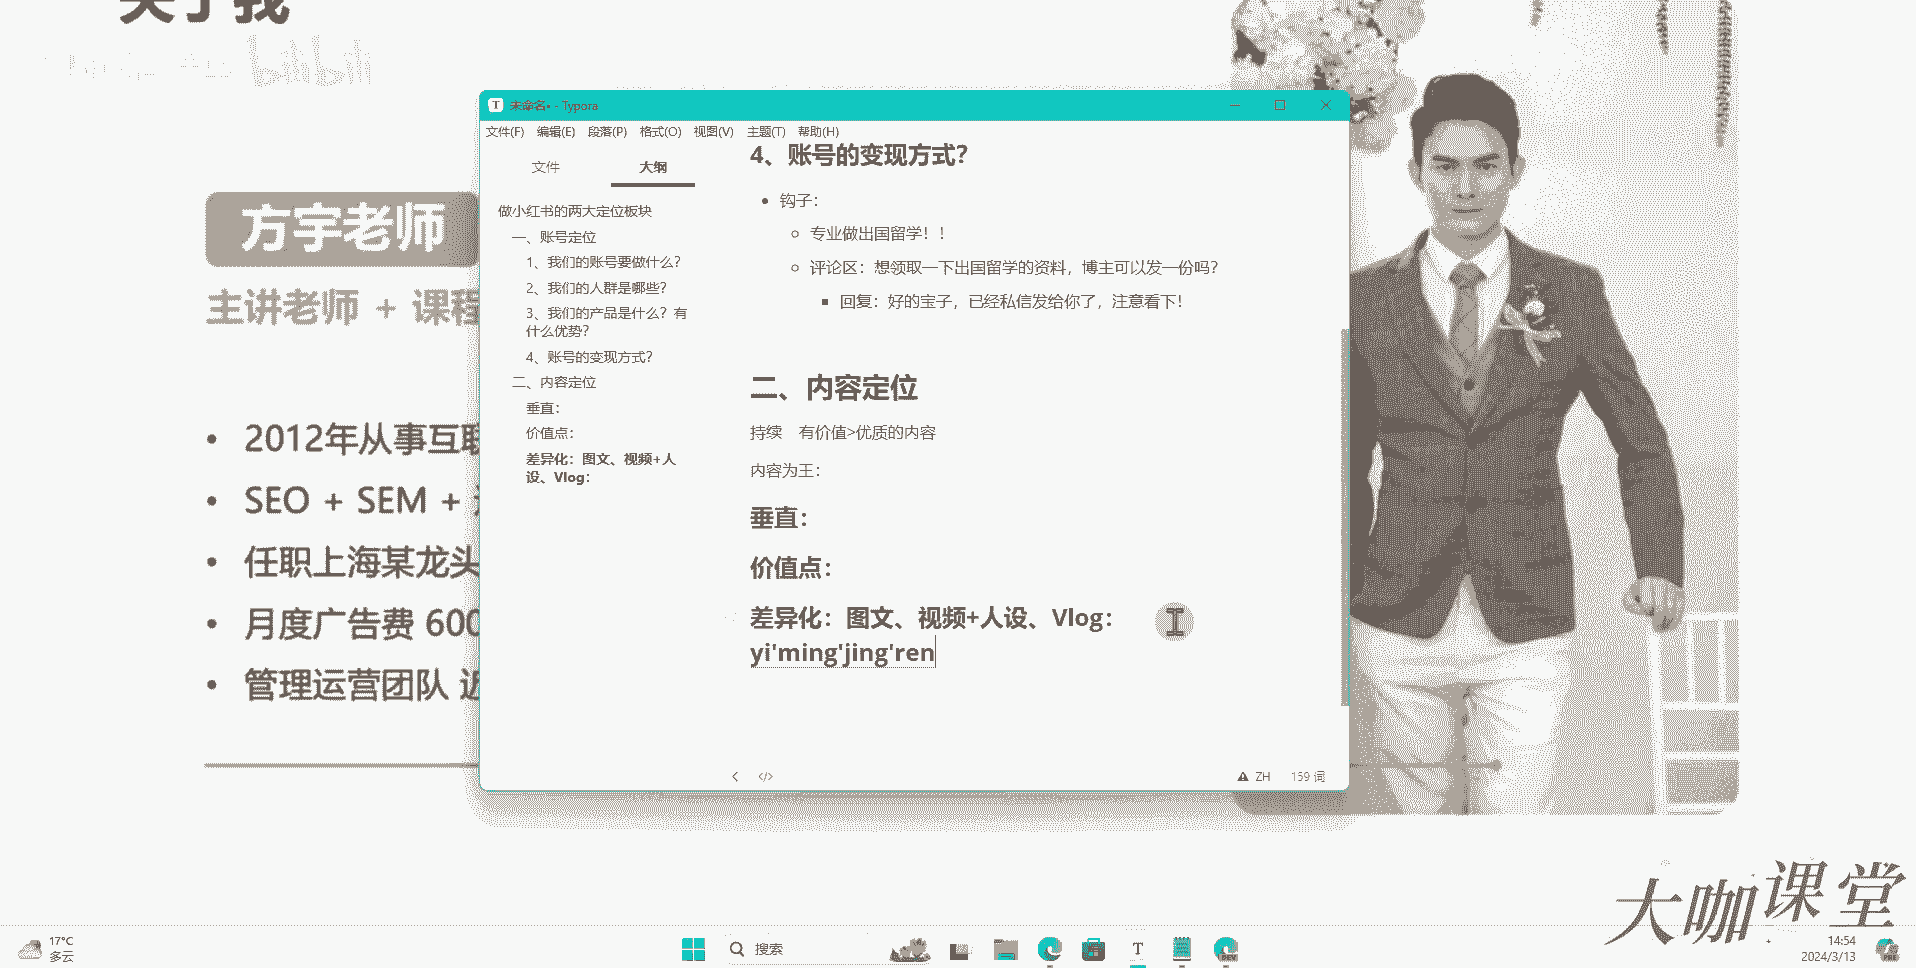 关于我
bilibili
方宇老师
主讲老师 + 课程
• 2012年从事互联
• SEO + SEM +
• 任职上海某龙头
• 月度广告费 600
• 管理运营团队 近
未命名• - Typora
文件(F) 编辑(E) 段落(P) 格式(O) 视图(V) 主题(T) 帮助(H)
文件 大纲
做小红书的两大定位板块
一、账号定位
1、我们的账号要做什么？
2、我们的人群是哪些？
3、我们的产品是什么？有
什么优势？
4、账号的变现方式？
二、内容定位
垂直：
价值点：
差异化：图文、视频+人
设、Vlog：
4、账号的变现方式？
• 钩子：
○ 专业做出国留学！！
○ 评论区：想领取一下出国留学的资料，博主可以发一份吗？
▪ 回复：好的宝子，已经私信发给你了，注意看下！
二、内容定位
持续 有价值>优质的内容
内容为王：
垂直：
价值点：
差异化：图文、视频+人设、Vlog：
yi'ming'jing'ren
</> ZH 159 词
大咖课堂
17°C
多云
搜索
T
DEV
14:54
2024/3/13
PRE